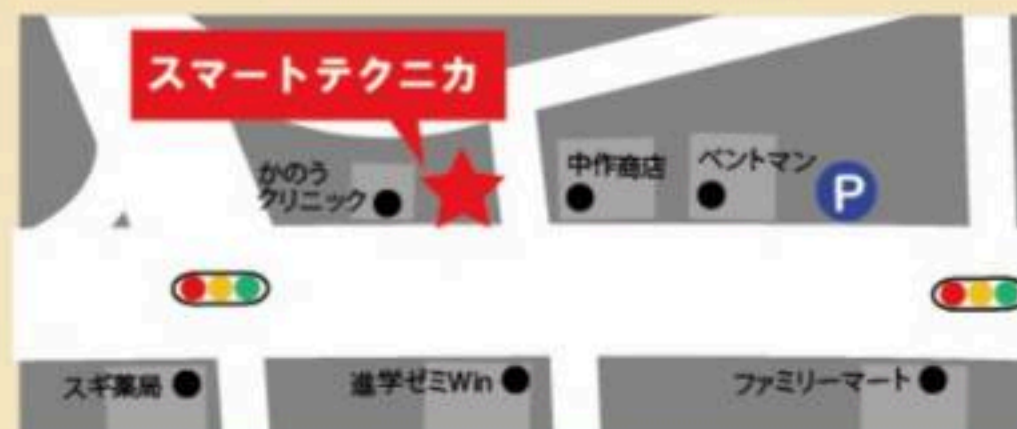 スマートテクニカ
かのう
クリニック
中作商店
ベントマン
P
スギ薬局
進学ゼミWin
ファミリーマート